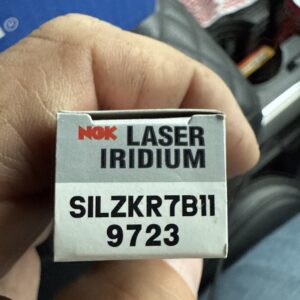 NGK LASER
IRIDIUM
SILZKR7B11
9723